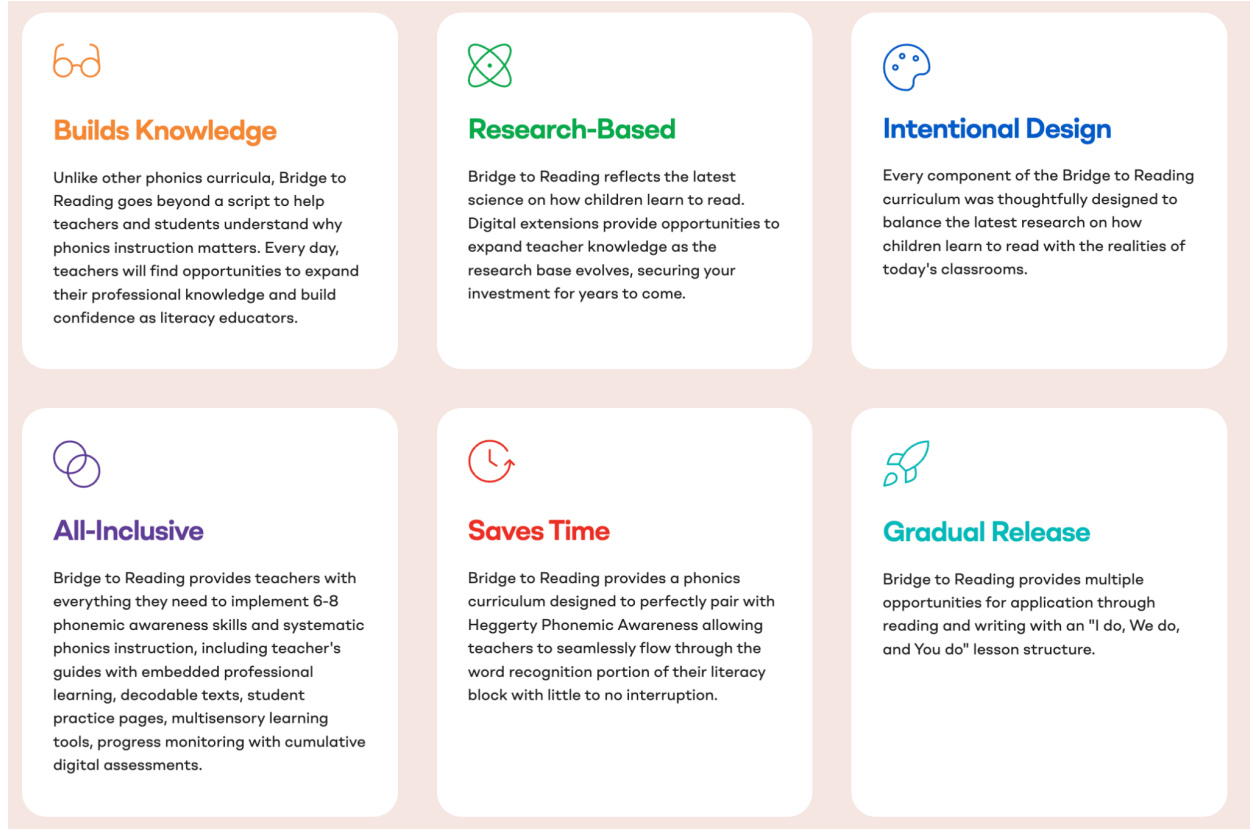 Builds Knowledge
Unlike other phonics curricula, Bridge to
Reading goes beyond a script to help
teachers and students understand why
phonics instruction matters. Every day,
teachers will find opportunities to expand
their professional knowledge and build
confidence as literacy educators.
Research-Based
Bridge to Reading reflects the latest
science on how children learn to read.
Digital extensions provide opportunities to
expand teacher knowledge as the
research base evolves, securing your
investment for years to come.
Intentional Design
Every component of the Bridge to Reading
curriculum was thoughtfully designed to
balance the latest research on how
children learn to read with the realities of
today's classrooms.
All-Inclusive
Bridge to Reading provides teachers with
everything they need to implement 6-8
phonemic awareness skills and systematic
phonics instruction, including teacher's
guides with embedded professional
learning, decodable texts, student
practice pages, multisensory learning
tools, progress monitoring with cumulative
digital assessments.
Saves Time
Bridge to Reading provides a phonics
curriculum designed to perfectly pair with
Heggerty Phonemic Awareness allowing
teachers to seamlessly flow through the
word recognition portion of their literacy
block with little to no interruption.
Gradual Release
Bridge to Reading provides multiple
opportunities for application through
reading and writing with an "I do, We do,
and You do" lesson structure.